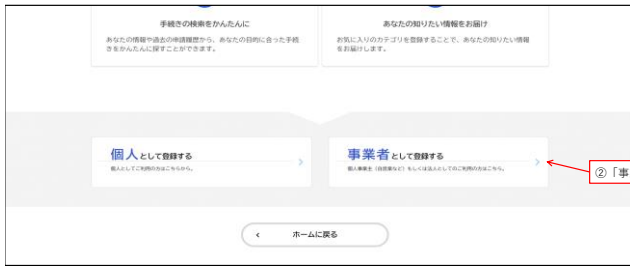 手続きの検索をかんたんに
あなたの情報や過去の申請履歴から、あなたの目的に合った手続
きをかんたんに探すことができます。
あなたの知りたい情報をお届け
お気に入りのカテゴリを登録することで、あなたの知りたい情報
をお届けします。
個人として登録する
個人としてご利用の方はこちらから。
事業者として登録する
個人事業主（自営業など）もしくは法人としてのご利用の方はこちら。
②「事
ホームに戻る